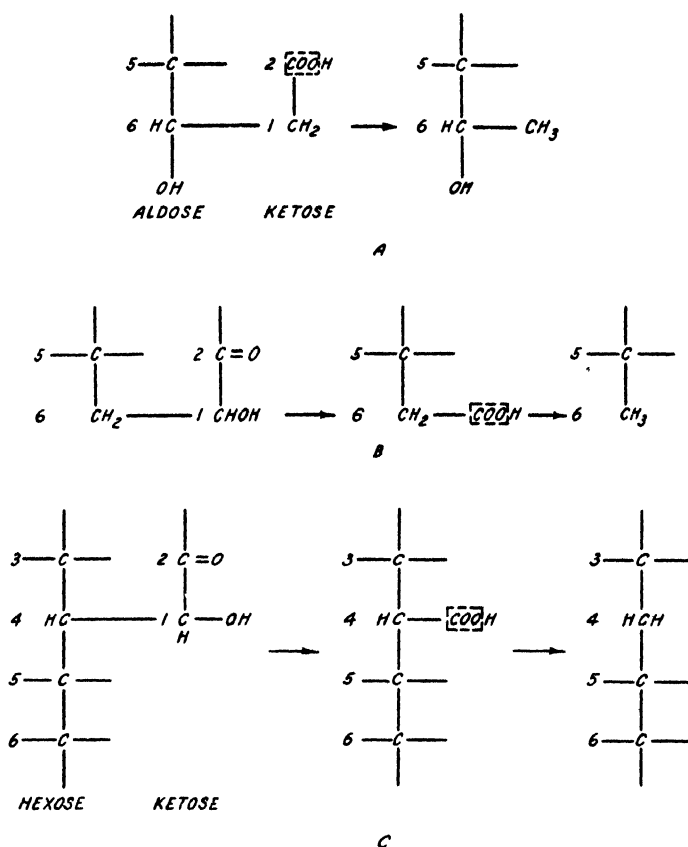 5 C 2 COOH 5 C
6 HC 1 CH2 6 HC CH3
OH OH
ALDOSE KETOSE
A
5 C 2 C=O 5 C 5 C
6 CH2 1 CHOH 6 CH2 COOH 6 CH3
B
3 C 2 C=O 3 C 3 C
4 HC 1 C OH 4 HC COOH 4 HCH
H
5 C 5 C 5 C
6 C 6 C 6 C
HEXOSE KETOSE
C